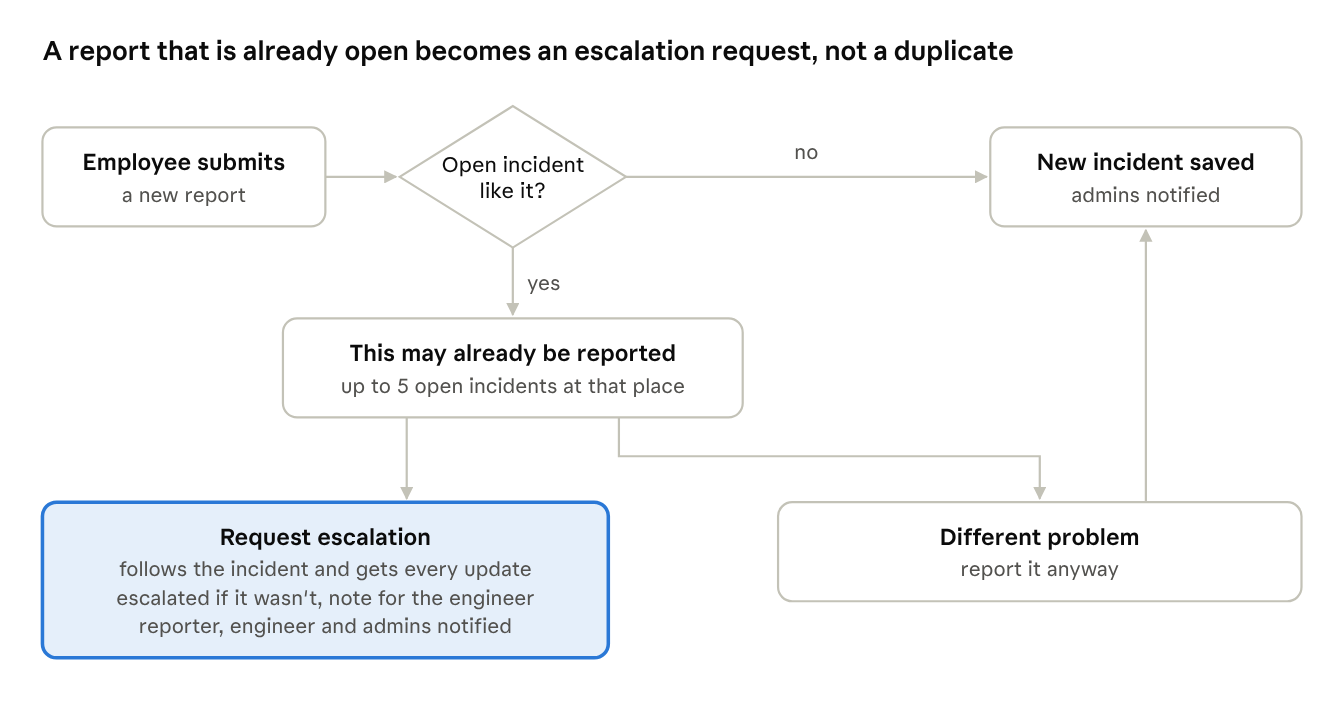 A report that is already open becomes an escalation request, not a duplicate
Employee submits
a new report
Open incident
like it?
no
New incident saved
admins notified
yes
This may already be reported
up to 5 open incidents at that place
Request escalation
follows the incident and gets every update
escalated if it wasn't, note for the engineer
reporter, engineer and admins notified
Different problem
report it anyway